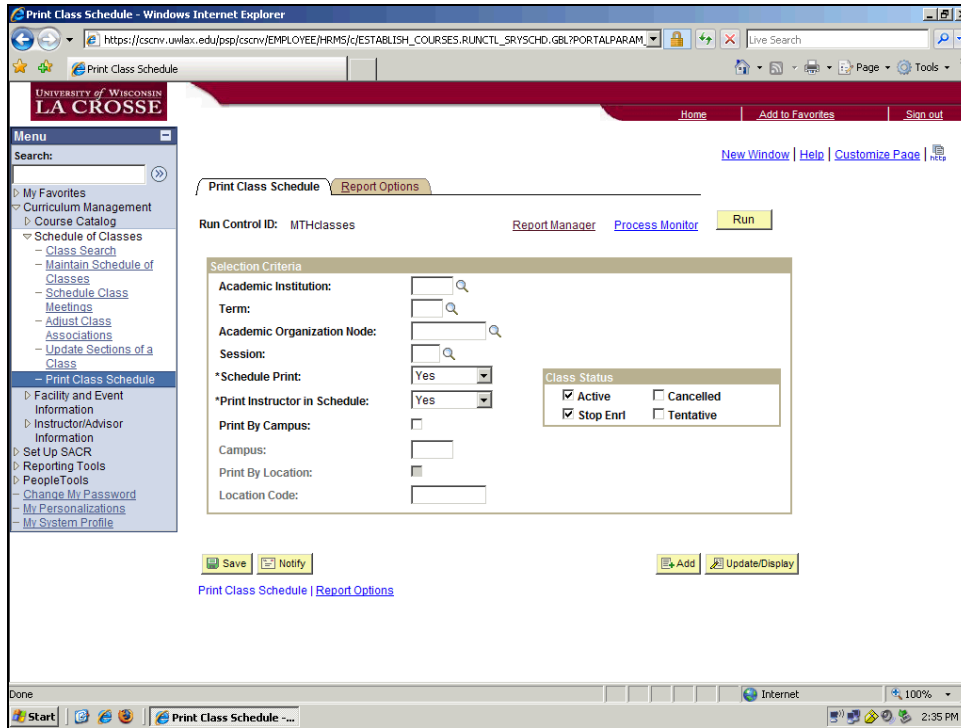 Print Class Schedule - Windows Internet Explorer
https://cscnv.uwlax.edu/psp/cscnv/EMPLOYEE/HRMS/c/ESTABLISH_COURSES.RUNCTL_SRYSCHD.GBL?PORTALPARAM_
Live Search
Print Class Schedule
Page
Tools
UNIVERSITY of WISCONSIN
LA CROSSE
Home
Add to Favorites
Sign out
Menu
Search:
New Window | Help | Customize Page |
http
My Favorites
Curriculum Management
Course Catalog
Schedule of Classes
– Class Search
– Maintain Schedule of
Classes
– Schedule Class
Meetings
– Adjust Class
Associations
– Update Sections of a
Class
– Print Class Schedule
Facility and Event
Information
Instructor/Advisor
Information
Set Up SACR
Reporting Tools
PeopleTools
– Change My Password
– My Personalizations
– My System Profile
Print Class Schedule
Report Options
Run Control ID: MTHclasses
Report Manager
Process Monitor
Run
Selection Criteria
Academic Institution:
Term:
Academic Organization Node:
Session:
*Schedule Print: Yes
*Print Instructor in Schedule: Yes
Print By Campus:
Campus:
Print By Location:
Location Code:
Class Status
Active
Cancelled
Stop Enrl
Tentative
Save
Notify
Add
Update/Display
Print Class Schedule | Report Options
Done
Internet
100%
Start
Print Class Schedule -...
2:35 PM